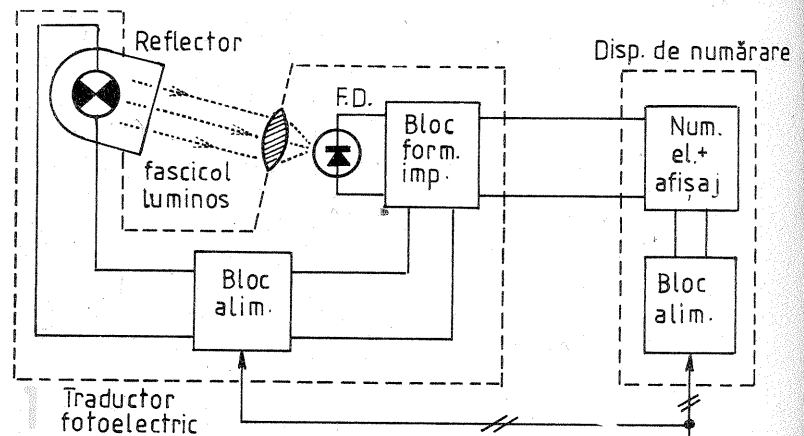 Reflector
Disp. de numărare
F.D.
Bloc
form.
imp.
Num.
el.+
afișaj
fascicol
luminos
Bloc
alim.
Bloc
alim.
Traductor
fotoelectric